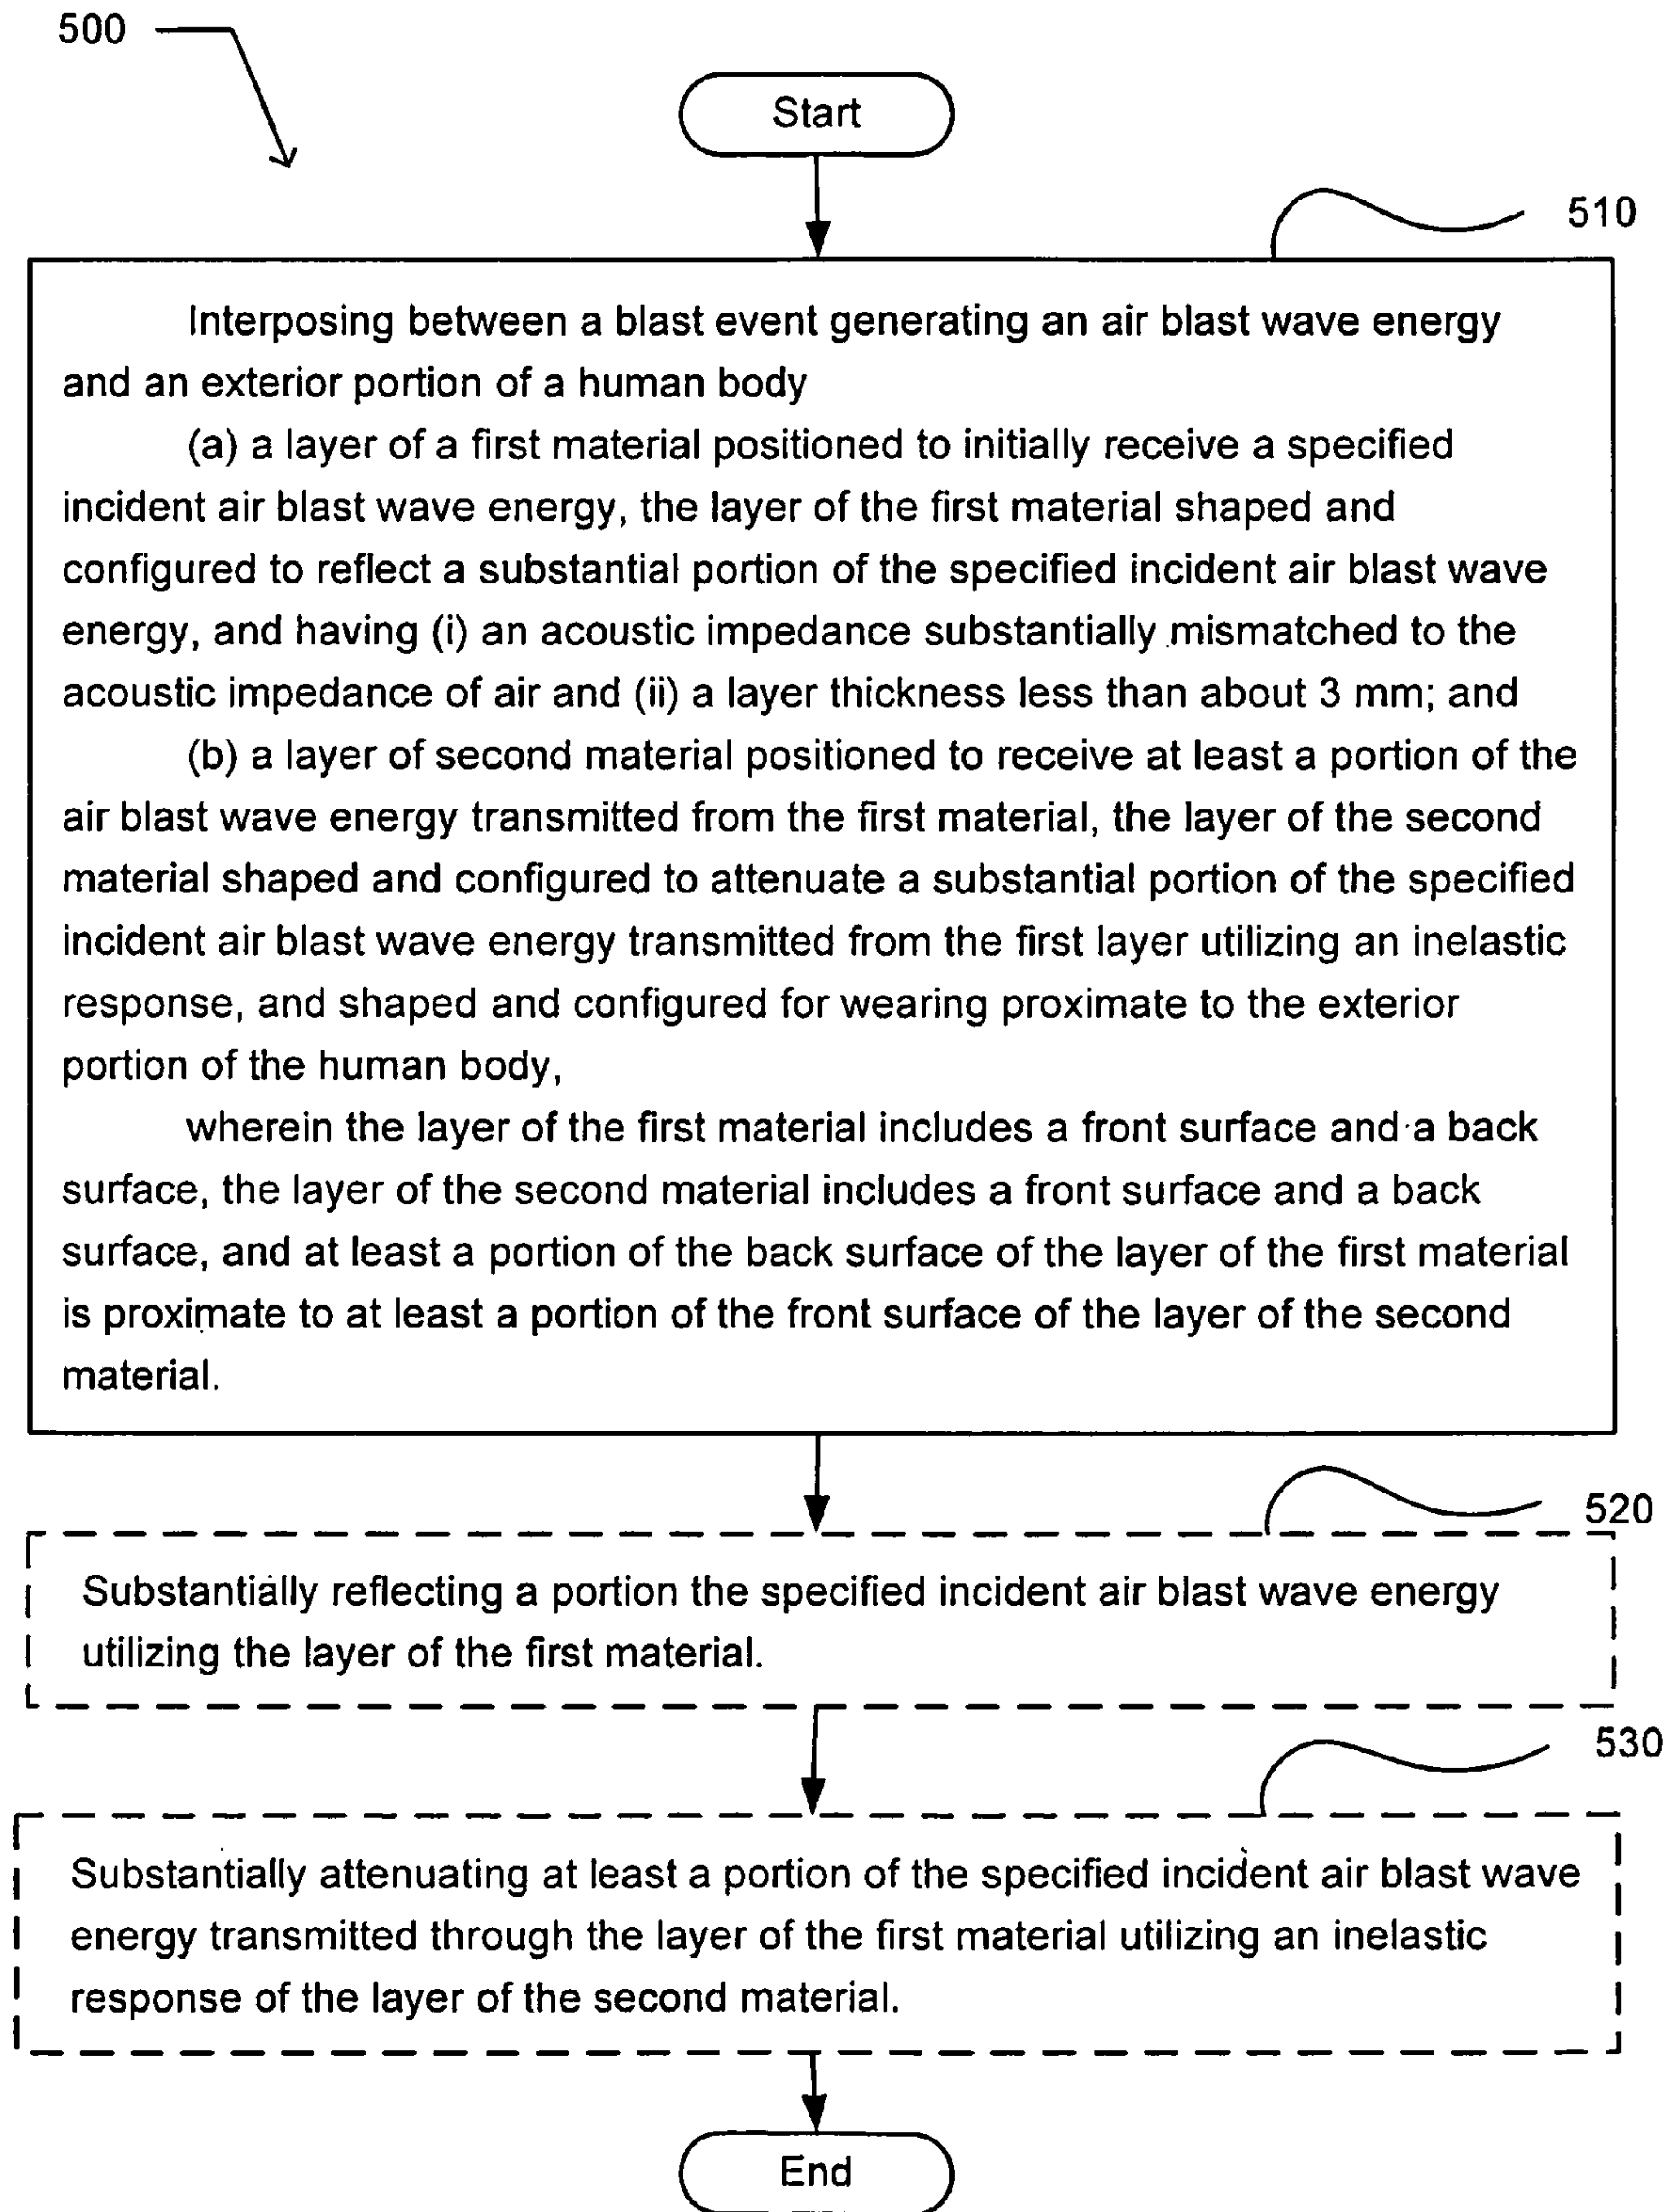 500
Start
510
Interposing between a blast event generating an air blast wave energy
and an exterior portion of a human body
(a) a layer of a first material positioned to initially receive a specified
incident air blast wave energy, the layer of the first material shaped and
configured to reflect a substantial portion of the specified incident air blast wave
energy, and having (i) an acoustic impedance substantially mismatched to the
acoustic impedance of air and (ii) a layer thickness less than about 3 mm; and
(b) a layer of second material positioned to receive at least a portion of the
air blast wave energy transmitted from the first material, the layer of the second
material shaped and configured to attenuate a substantial portion of the specified
incident air blast wave energy transmitted from the first layer utilizing an inelastic
response, and shaped and configured for wearing proximate to the exterior
portion of the human body,
wherein the layer of the first material includes a front surface and a back
surface, the layer of the second material includes a front surface and a back
surface, and at least a portion of the back surface of the layer of the first material
is proximate to at least a portion of the front surface of the layer of the second
material.
520
Substantially reflecting a portion the specified incident air blast wave energy
utilizing the layer of the first material.
530
Substantially attenuating at least a portion of the specified incident air blast wave
energy transmitted through the layer of the first material utilizing an inelastic
response of the layer of the second material.
End